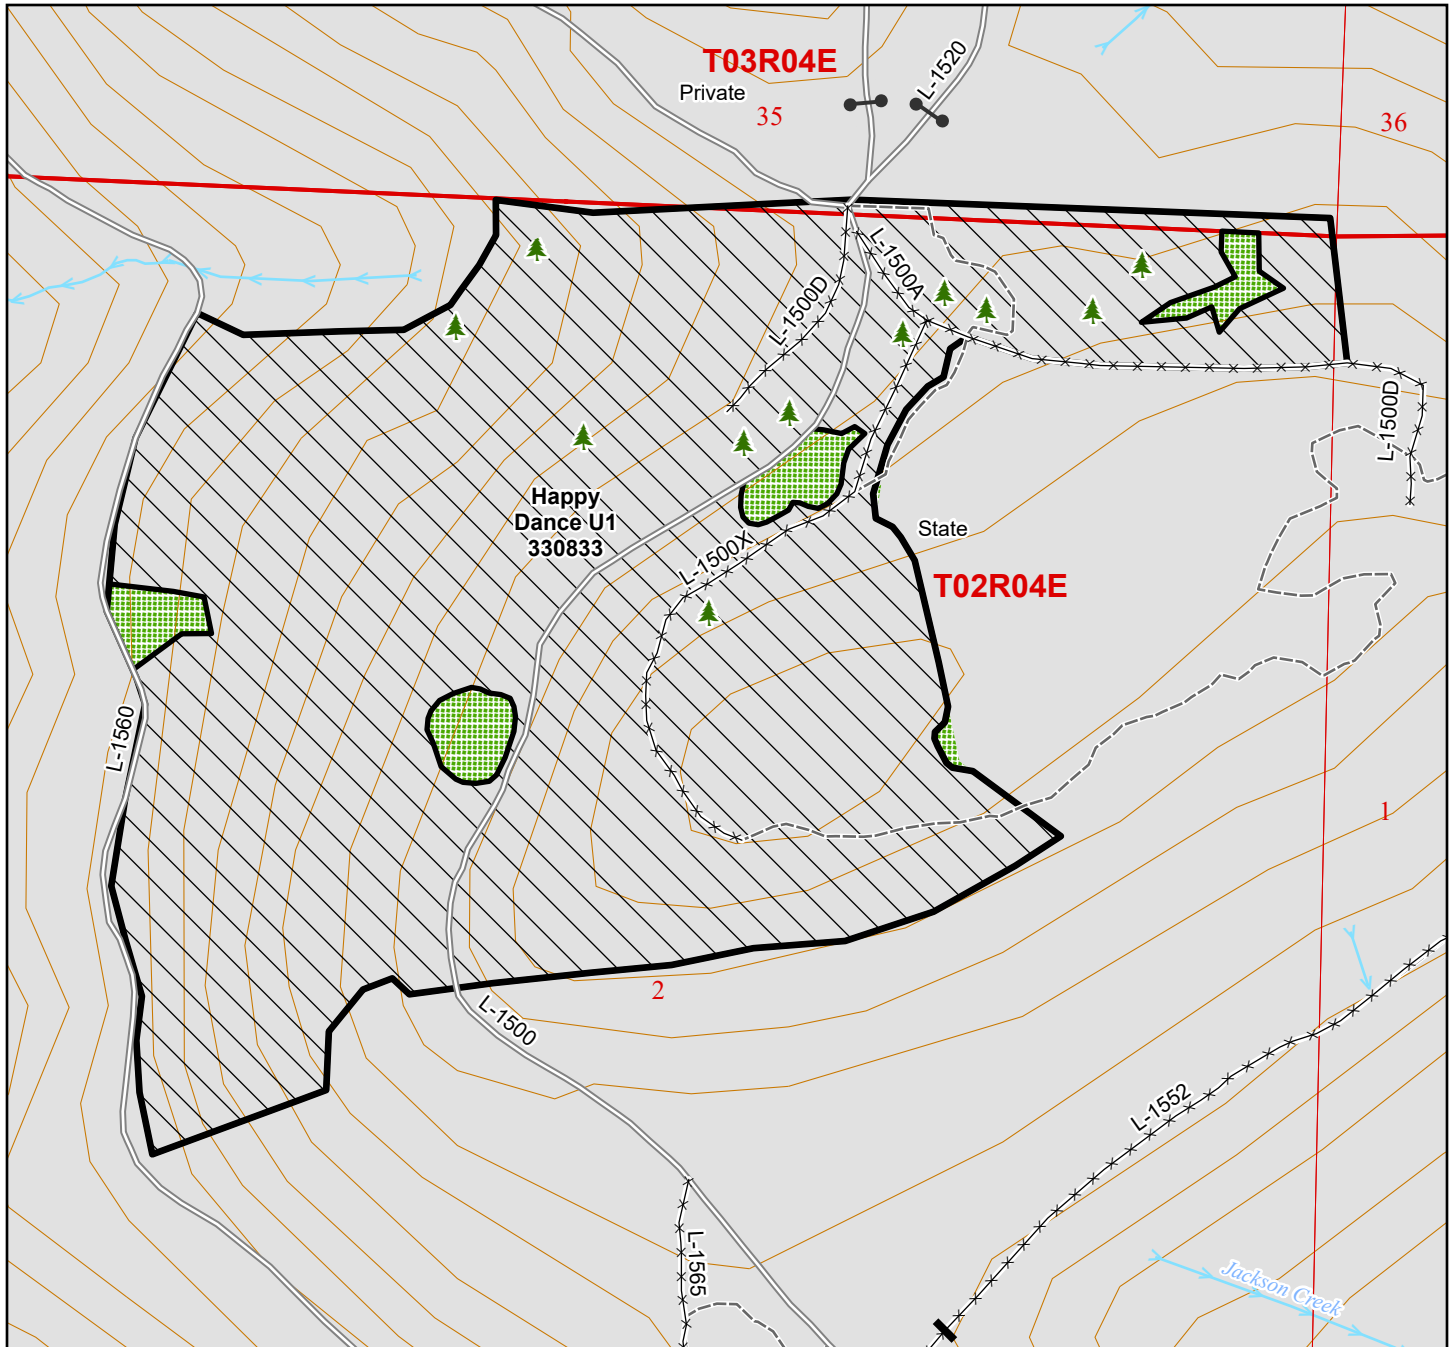 T03R04E
Private
35
L-1520
36
L-1500A
L-1500D
L-1500D
Happy
Dance U1
330833
State
L-1500X
T02R04E
L-1560
1
2
L-1500
L-1552
L-1565
Jackson Creek